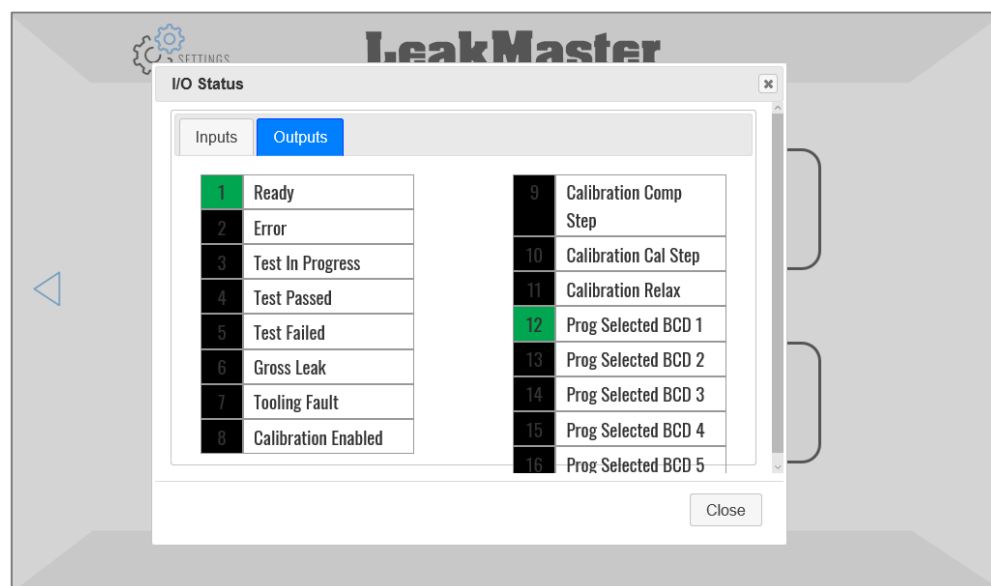 SETTINGS
LeakMaster
I/O Status
Inputs
Outputs
1 Ready
2 Error
3 Test In Progress
4 Test Passed
5 Test Failed
6 Gross Leak
7 Tooling Fault
8 Calibration Enabled
9 Calibration Comp
Step
10 Calibration Cal Step
11 Calibration Relax
12 Prog Selected BCD 1
13 Prog Selected BCD 2
14 Prog Selected BCD 3
15 Prog Selected BCD 4
16 Prog Selected BCD 5
Close